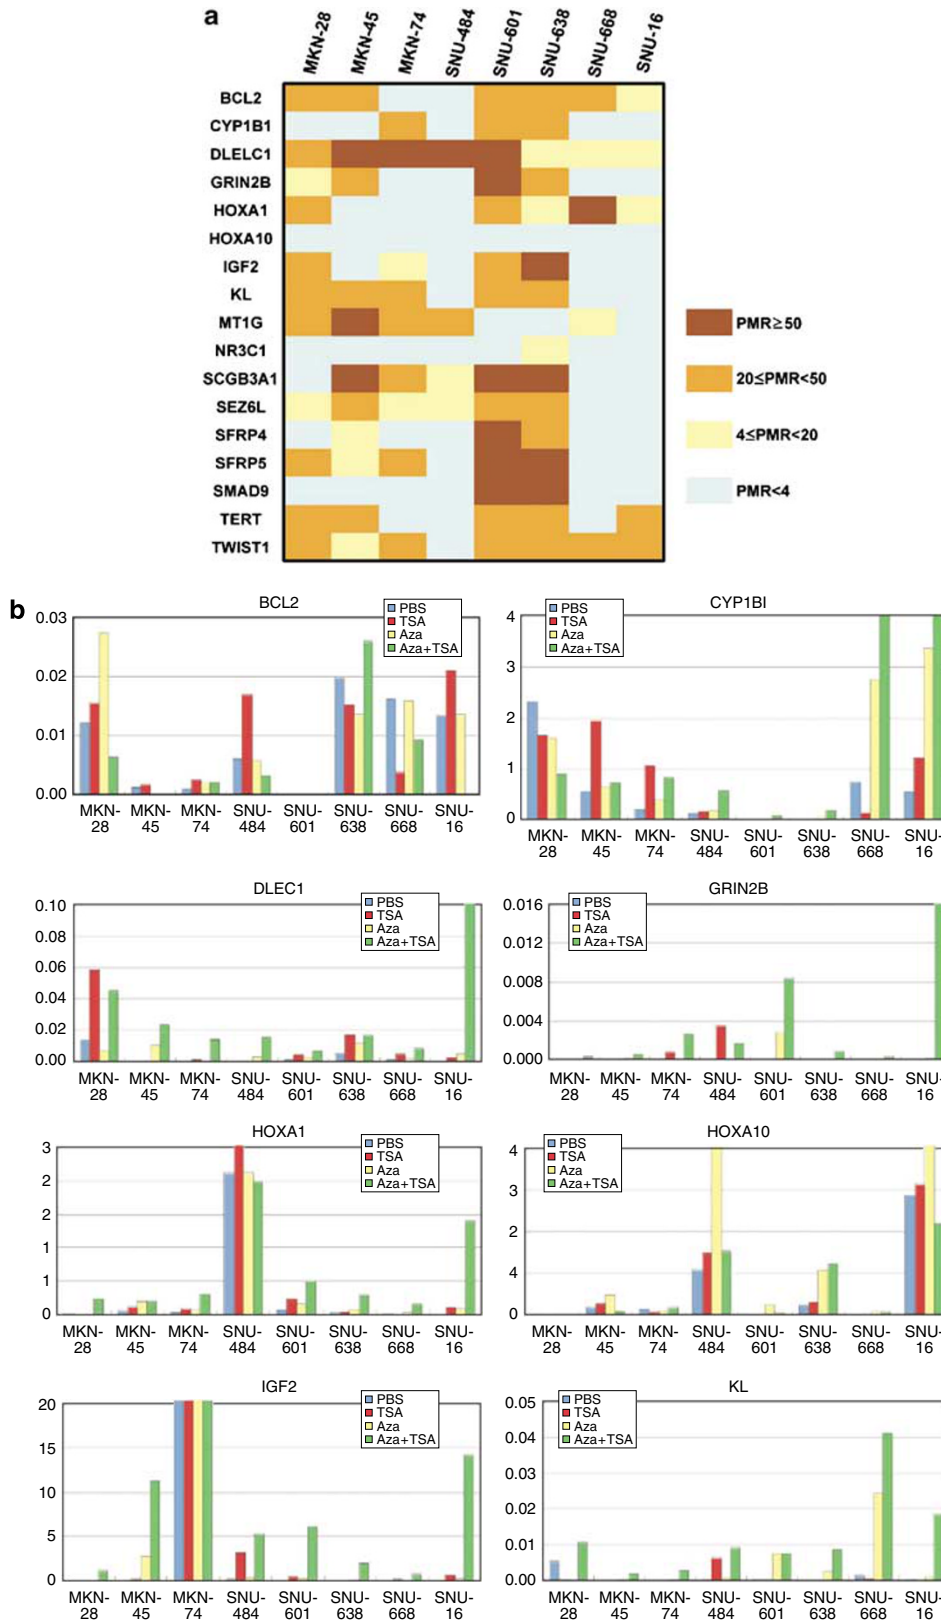 a
MKN-28 MKN-45 MKN-74 SNU-484 SNU-601 SNU-638 SNU-668 SNU-16
BCL2
CYP1B1
DLELC1
GRIN2B
HOXA1
HOXA10
IGF2
KL
MT1G
NR3C1
SCGB3A1
SEZ6L
SFRP4
SFRP5
SMAD9
TERT
TWIST1
PMR≥50
20≤PMR<50
4≤PMR<20
PMR<4
b
BCL2
PBS
TSA
Aza
Aza+TSA
0.03
0.02
0.01
0.00
MKN-28 MKN-45 MKN-74 SNU-484 SNU-601 SNU-638 SNU-668 SNU-16
CYP1BI
PBS
TSA
Aza
Aza+TSA
4
3
2
1
0
MKN-28 MKN-45 MKN-74 SNU-484 SNU-601 SNU-638 SNU-668 SNU-16
DLEC1
PBS
TSA
Aza
Aza+TSA
0.10
0.06
0.04
0.02
0.00
MKN-28 MKN-45 MKN-74 SNU-484 SNU-601 SNU-638 SNU-668 SNU-16
GRIN2B
PBS
TSA
Aza
Aza+TSA
0.016
0.012
0.008
0.004
0.000
MKN-28 MKN-45 MKN-74 SNU-484 SNU-601 SNU-638 SNU-668 SNU-16
HOXA1
PBS
TSA
Aza
Aza+TSA
3
2
2
1
1
0
MKN-28 MKN-45 MKN-74 SNU-484 SNU-601 SNU-638 SNU-668 SNU-16
HOXA10
PBS
TSA
Aza
Aza+TSA
4
3
2
4
0
MKN-28 MKN-45 MKN-74 SNU-484 SNU-601 SNU-638 SNU-668 SNU-16
IGF2
PBS
TSA
Aza
Aza+TSA
20
15
10
5
0
MKN-28 MKN-45 MKN-74 SNU-484 SNU-601 SNU-638 SNU-668 SNU-16
KL
PBS
TSA
Aza
Aza+TSA
0.05
0.04
0.03
0.02
0.01
0.00
MKN-28 MKN-45 MKN-74 SNU-484 SNU-601 SNU-638 SNU-668 SNU-16